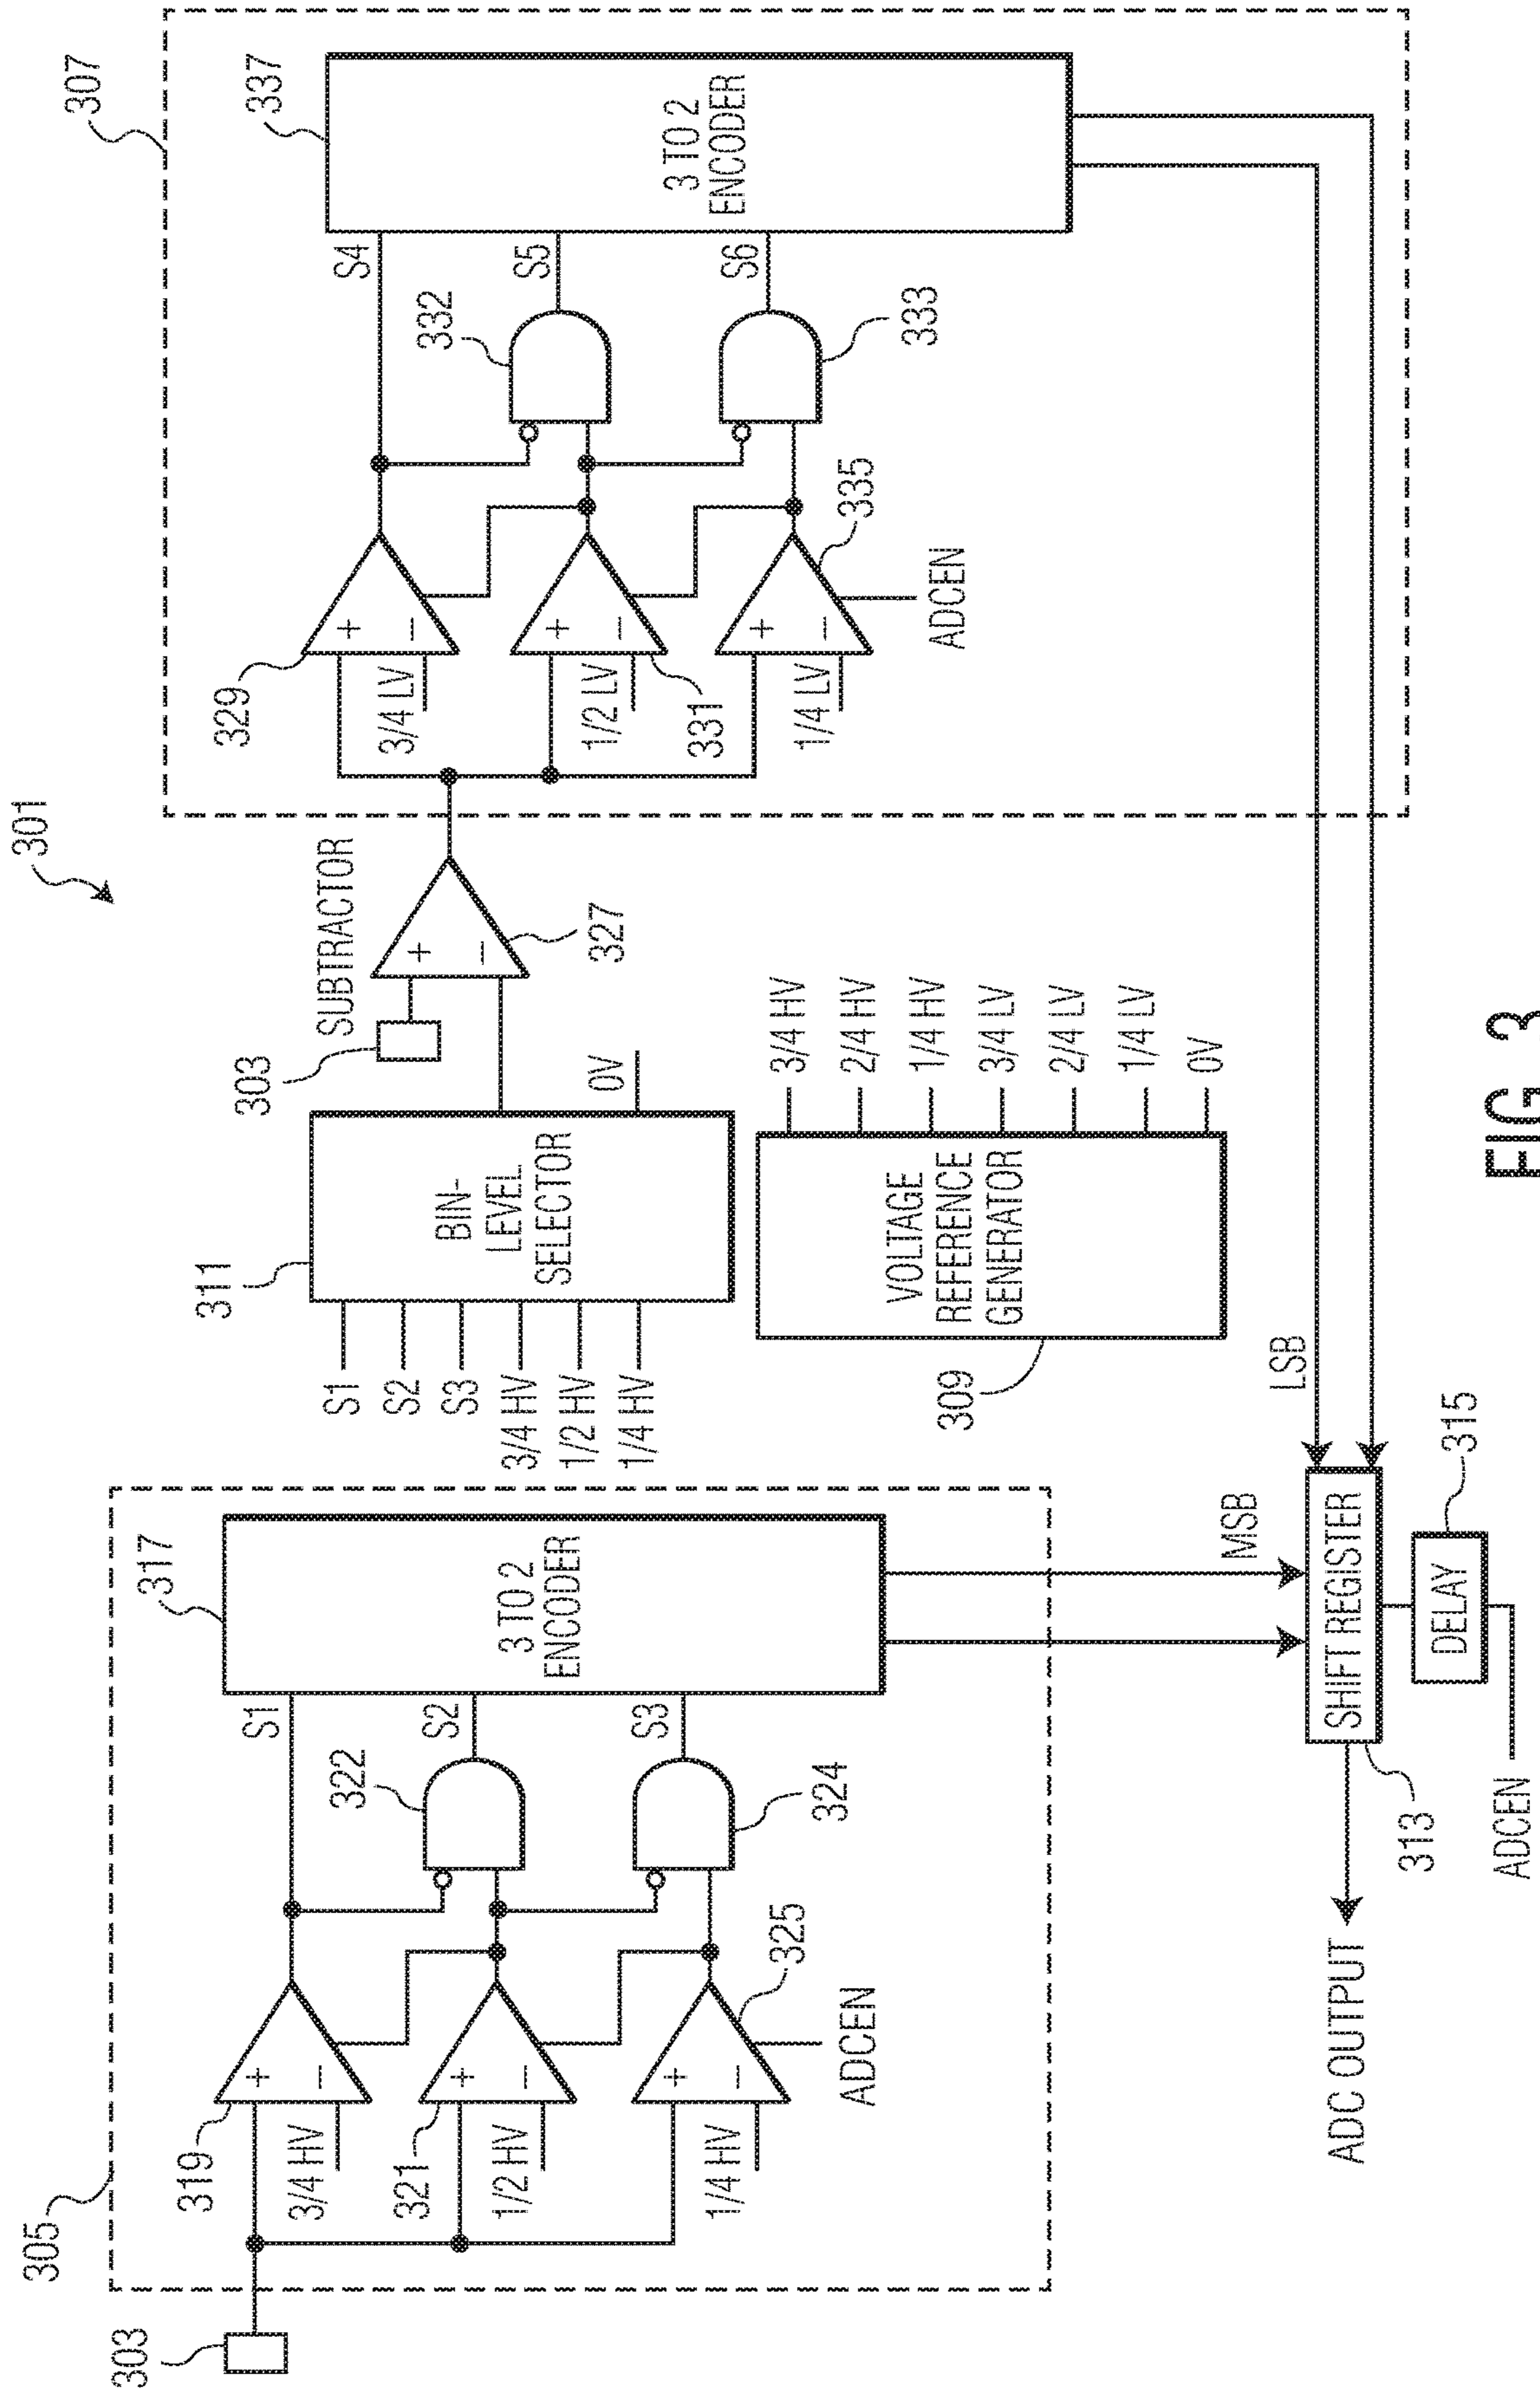 301
305
303
319
3/4 HV
+
−
321
1/2 HV
+
−
1/4 HV
+
−
325
ADCEN
S1
322
S2
324
S3
317
3 TO 2
ENCODER
311
S1
S2
S3
3/4 HV
1/2 HV
1/4 HV
BIN-
LEVEL
SELECTOR
0V
303
SUBTRACTOR
+
−
327
309
VOLTAGE
REFERENCE
GENERATOR
3/4 HV
2/4 HV
1/4 HV
3/4 LV
2/4 LV
1/4 LV
0V
307
329
3/4 LV
+
−
1/2 LV
331
+
−
1/4 LV
+
−
335
ADCEN
S4
332
S5
333
S6
337
3 TO 2
ENCODER
MSB
LSB
ADC OUTPUT
SHIFT REGISTER
313
DELAY
315
ADCEN
FIG. 3